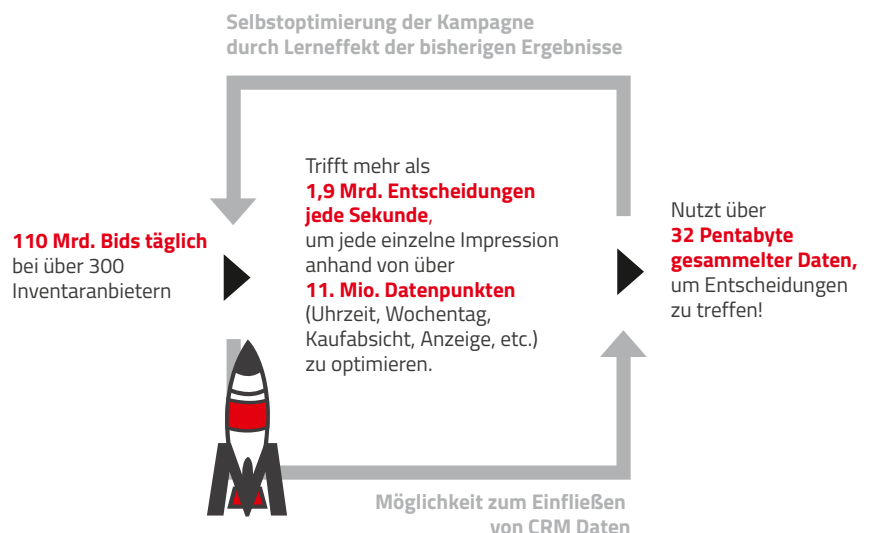 Selbstoptimierung der Kampagne
durch Lerneffekt der bisherigen Ergebnisse
110 Mrd. Bids täglich
bei über 300
Inventaranbietern
Trifft mehr als
1,9 Mrd. Entscheidungen
jede Sekunde,
um jede einzelne Impression
anhand von über
11. Mio. Datenpunkten
(Uhrzeit, Wochentag,
Kaufabsicht, Anzeige, etc.)
zu optimieren.
Nutzt über
32 Pentabyte
gesammelter Daten,
um Entscheidungen
zu treffen!
Möglichkeit zum Einfließen
von CRM Daten